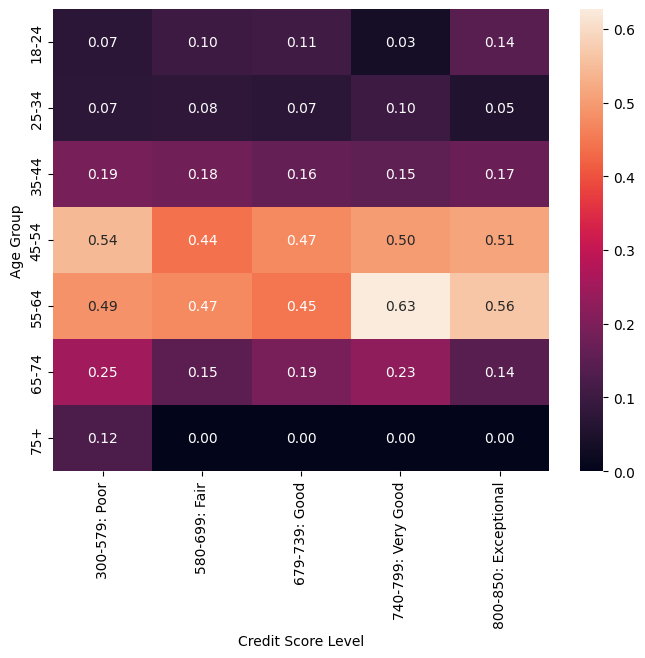 18-24 0.07 0.10 0.11 0.03 0.14
25-34 0.07 0.08 0.07 0.10 0.05
35-44 0.19 0.18 0.16 0.15 0.17
45-54 0.54 0.44 0.47 0.50 0.51
55-64 0.49 0.47 0.45 0.63 0.56
65-74 0.25 0.15 0.19 0.23 0.14
75+ 0.12 0.00 0.00 0.00 0.00
Age Group
300-579: Poor
580-699: Fair
679-739: Good
740-799: Very Good
800-850: Exceptional
Credit Score Level
0.6
0.5
0.4
0.3
0.2
0.1
0.0